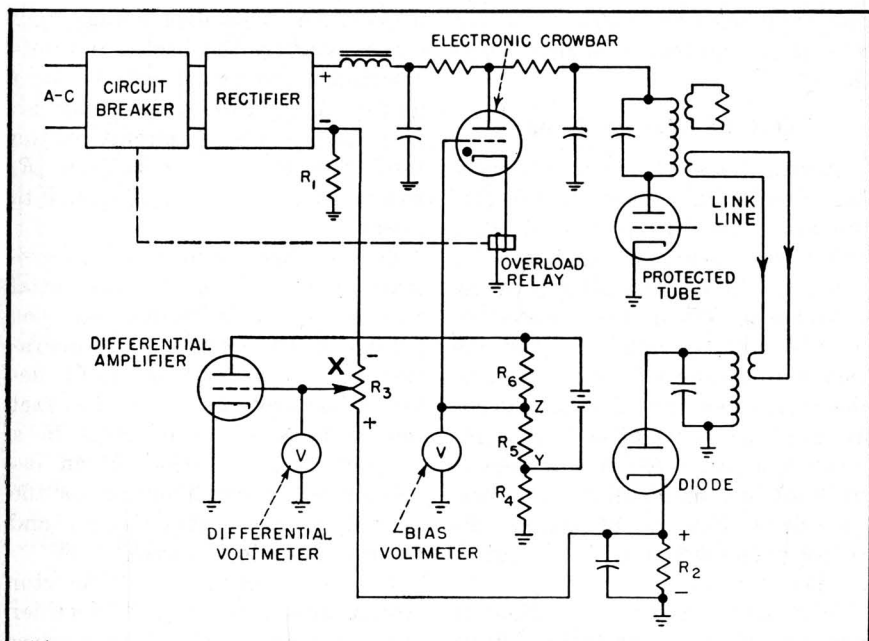 ELECTRONIC CROWBAR
A-C
CIRCUIT
BREAKER
RECTIFIER
+
-
R1
LINK
LINE
OVERLOAD
RELAY
PROTECTED
TUBE
DIFFERENTIAL
AMPLIFIER
X
-
R3
+
R6
Z
R5
Y
R4
V
V
DIODE
DIFFERENTIAL
VOLTMETER
BIAS
VOLTMETER
+
R2
-